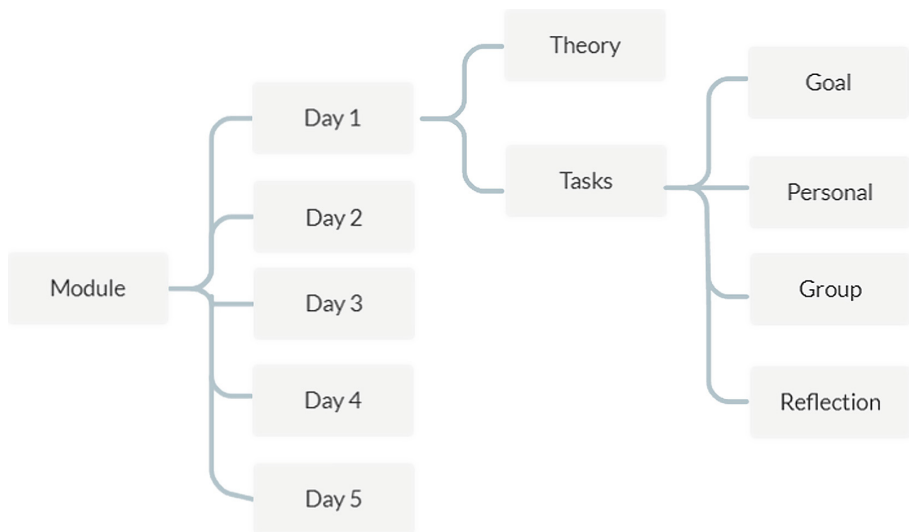 Module
Day 1
Day 2
Day 3
Day 4
Day 5
Theory
Tasks
Goal
Personal
Group
Reflection